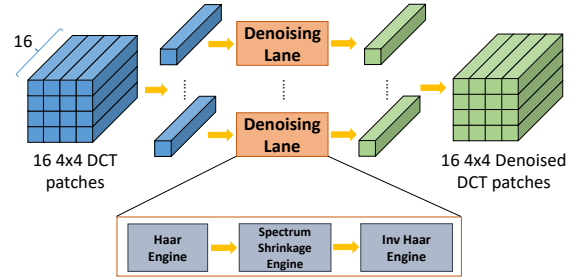 16
Denoising
Lane
Denoising
Lane
16 4x4 DCT
patches
16 4x4 Denoised
DCT patches
Haar
Engine
Spectrum
Shrinkage
Engine
Inv Haar
Engine